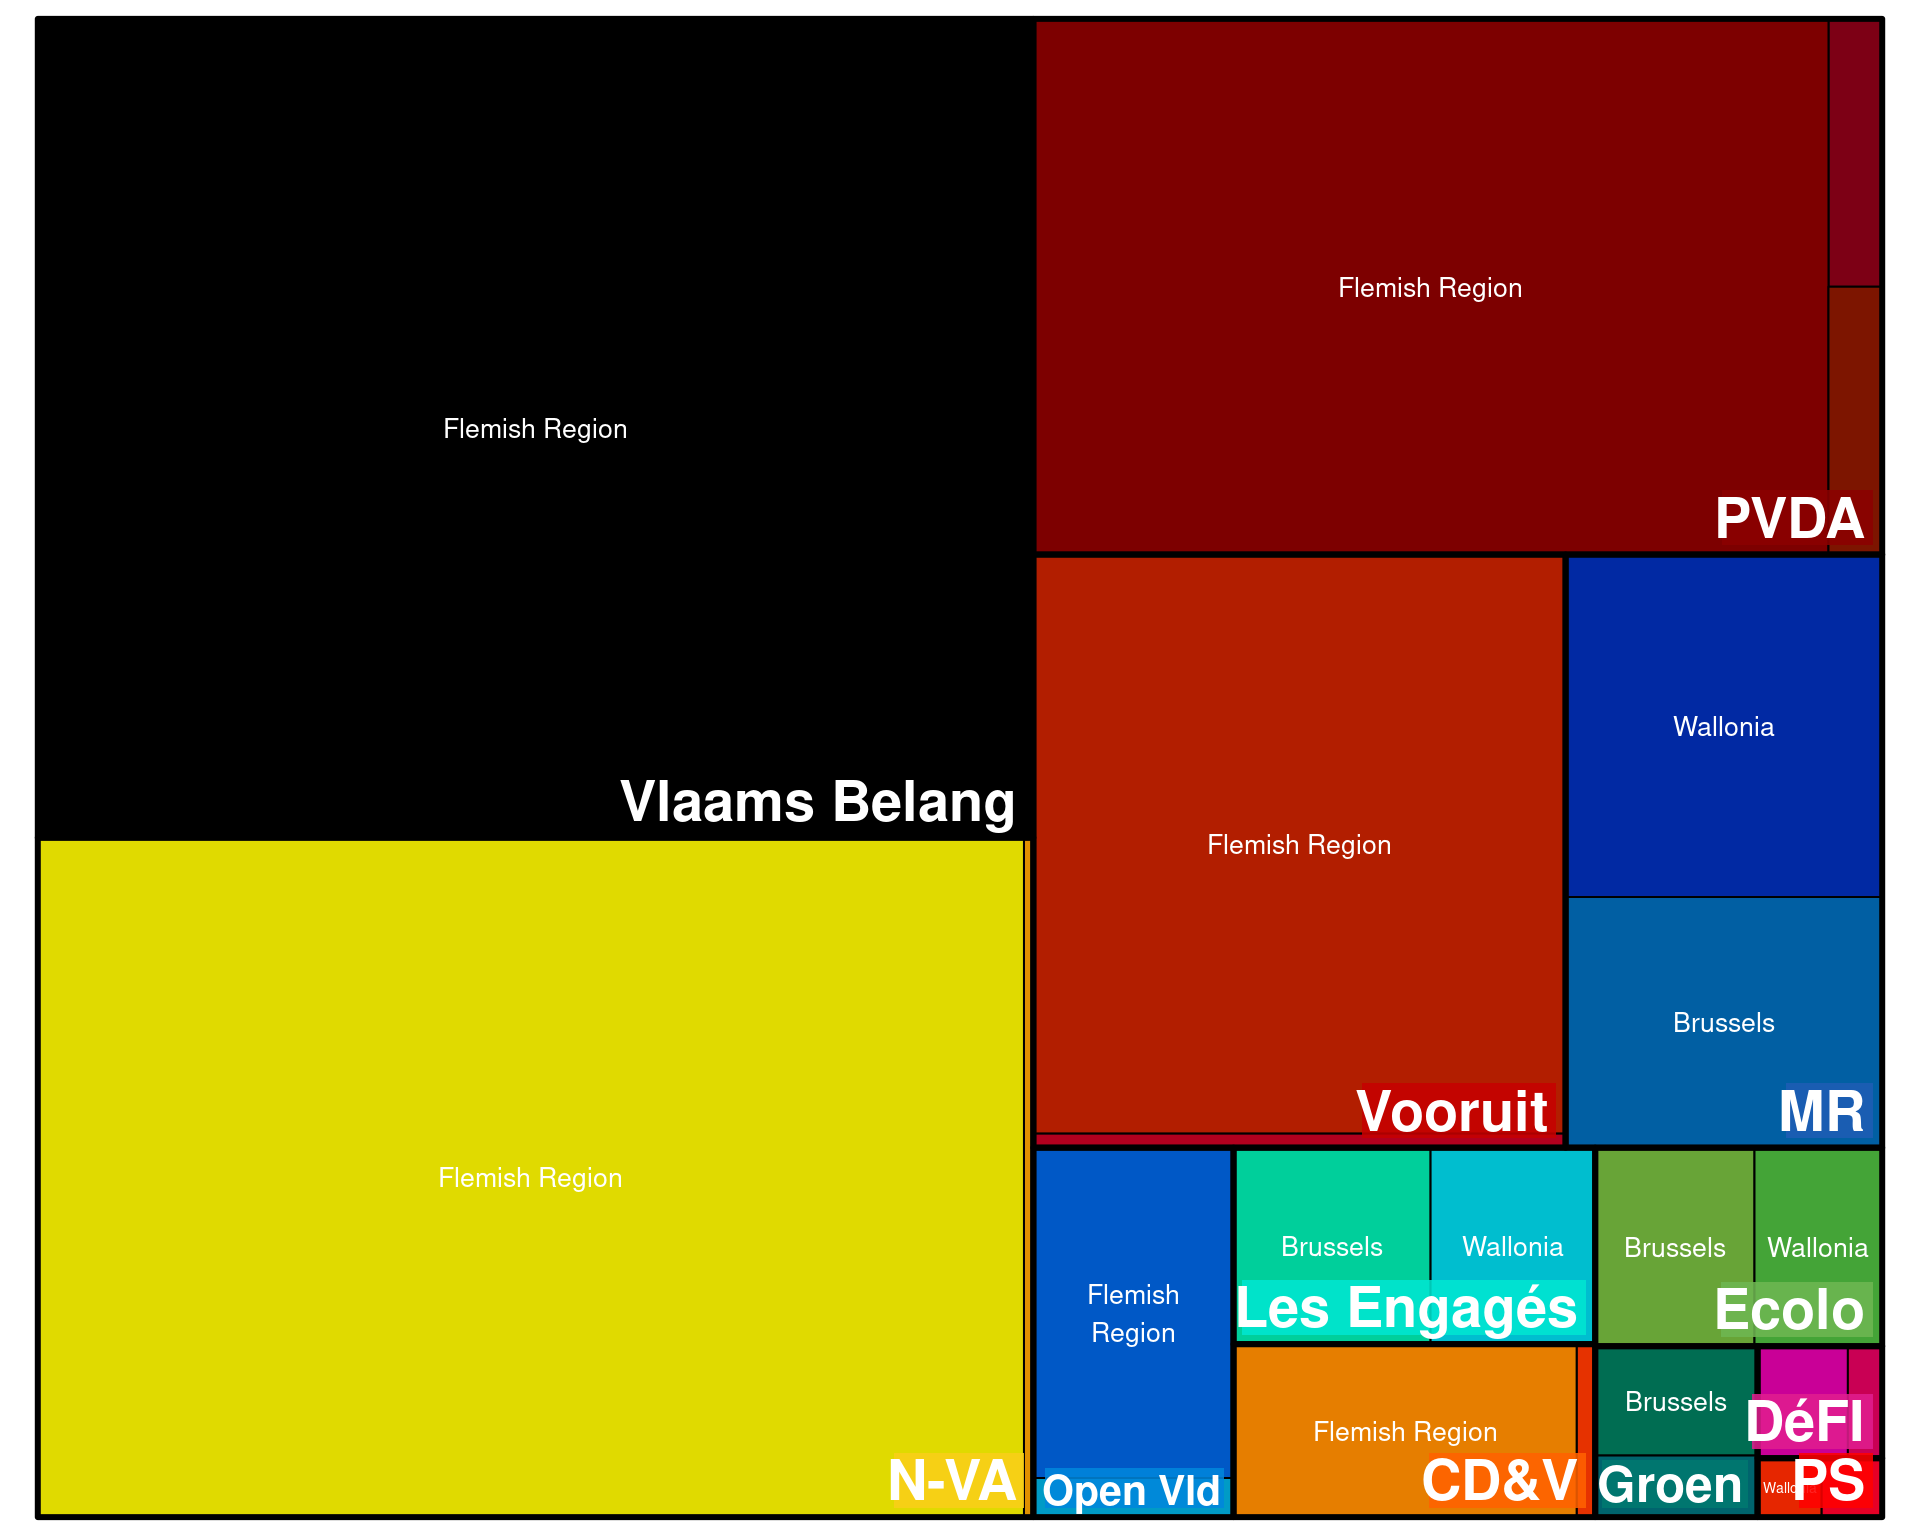 Flemish Region
Vlaams Belang
Flemish Region
N-VA
Flemish Region
PVDA
Flemish Region
Vooruit
Wallonia
Brussels
MR
Flemish
Region
Open Vld
Brussels
Wallonia
Les Engagés
Flemish Region
CD&V
Brussels
Wallonia
Ecolo
Brussels
Groen
DéFI
PS